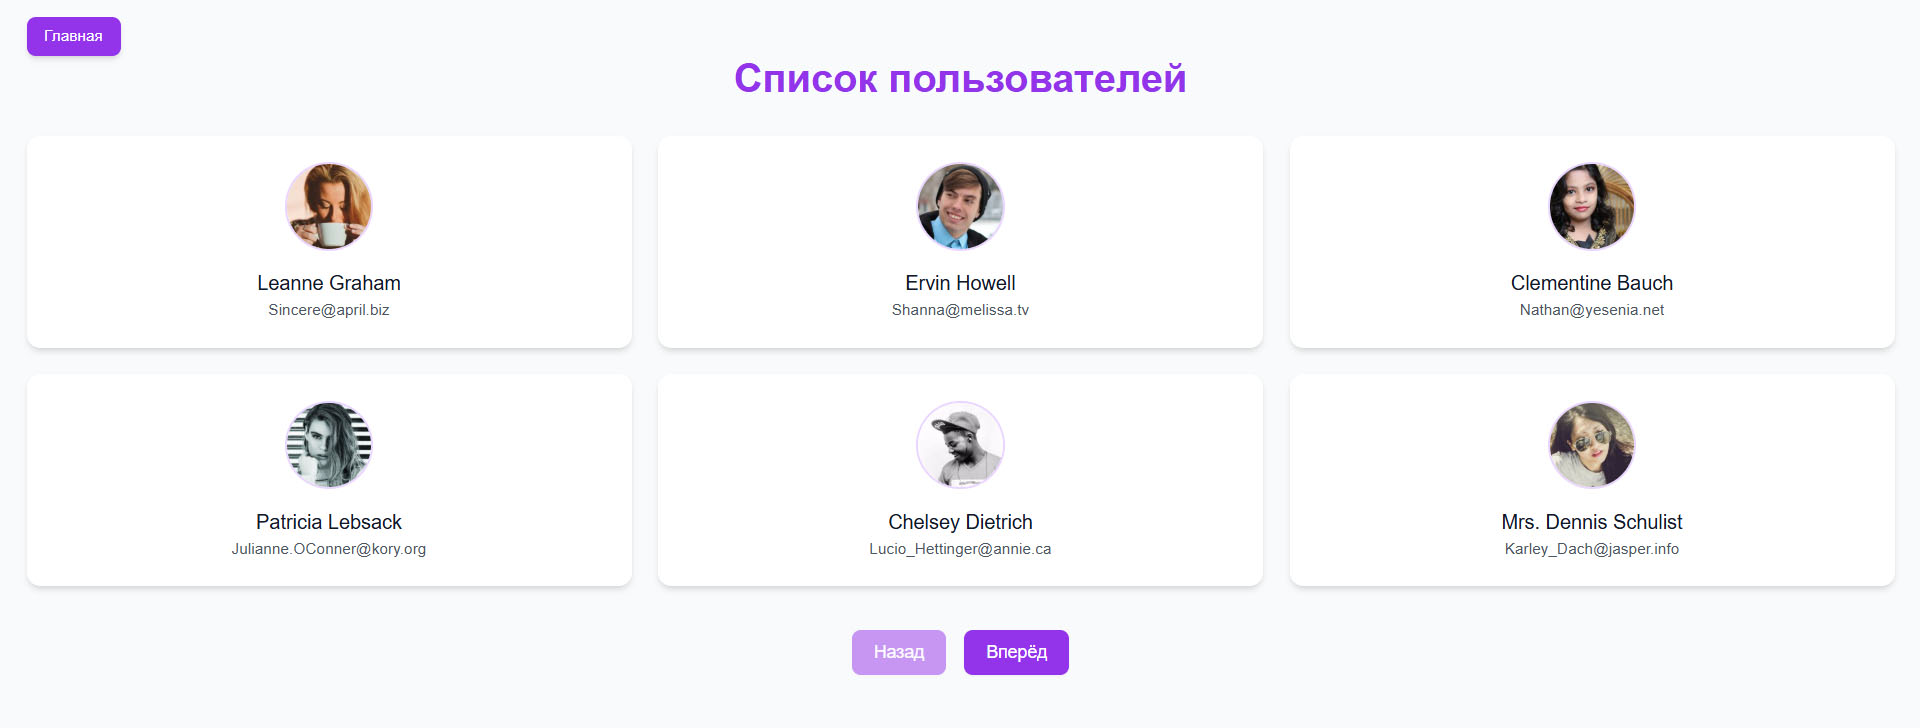 Главная
Список пользователей
Leanne Graham
Sincere@april.biz
Ervin Howell
Shanna@melissa.tv
Clementine Bauch
Nathan@yesenia.net
Patricia Lebsack
Julianne.OConner@kory.org
Chelsey Dietrich
Lucio_Hettinger@annie.ca
Mrs. Dennis Schulist
Karley_Dach@jasper.info
Назад
Вперёд